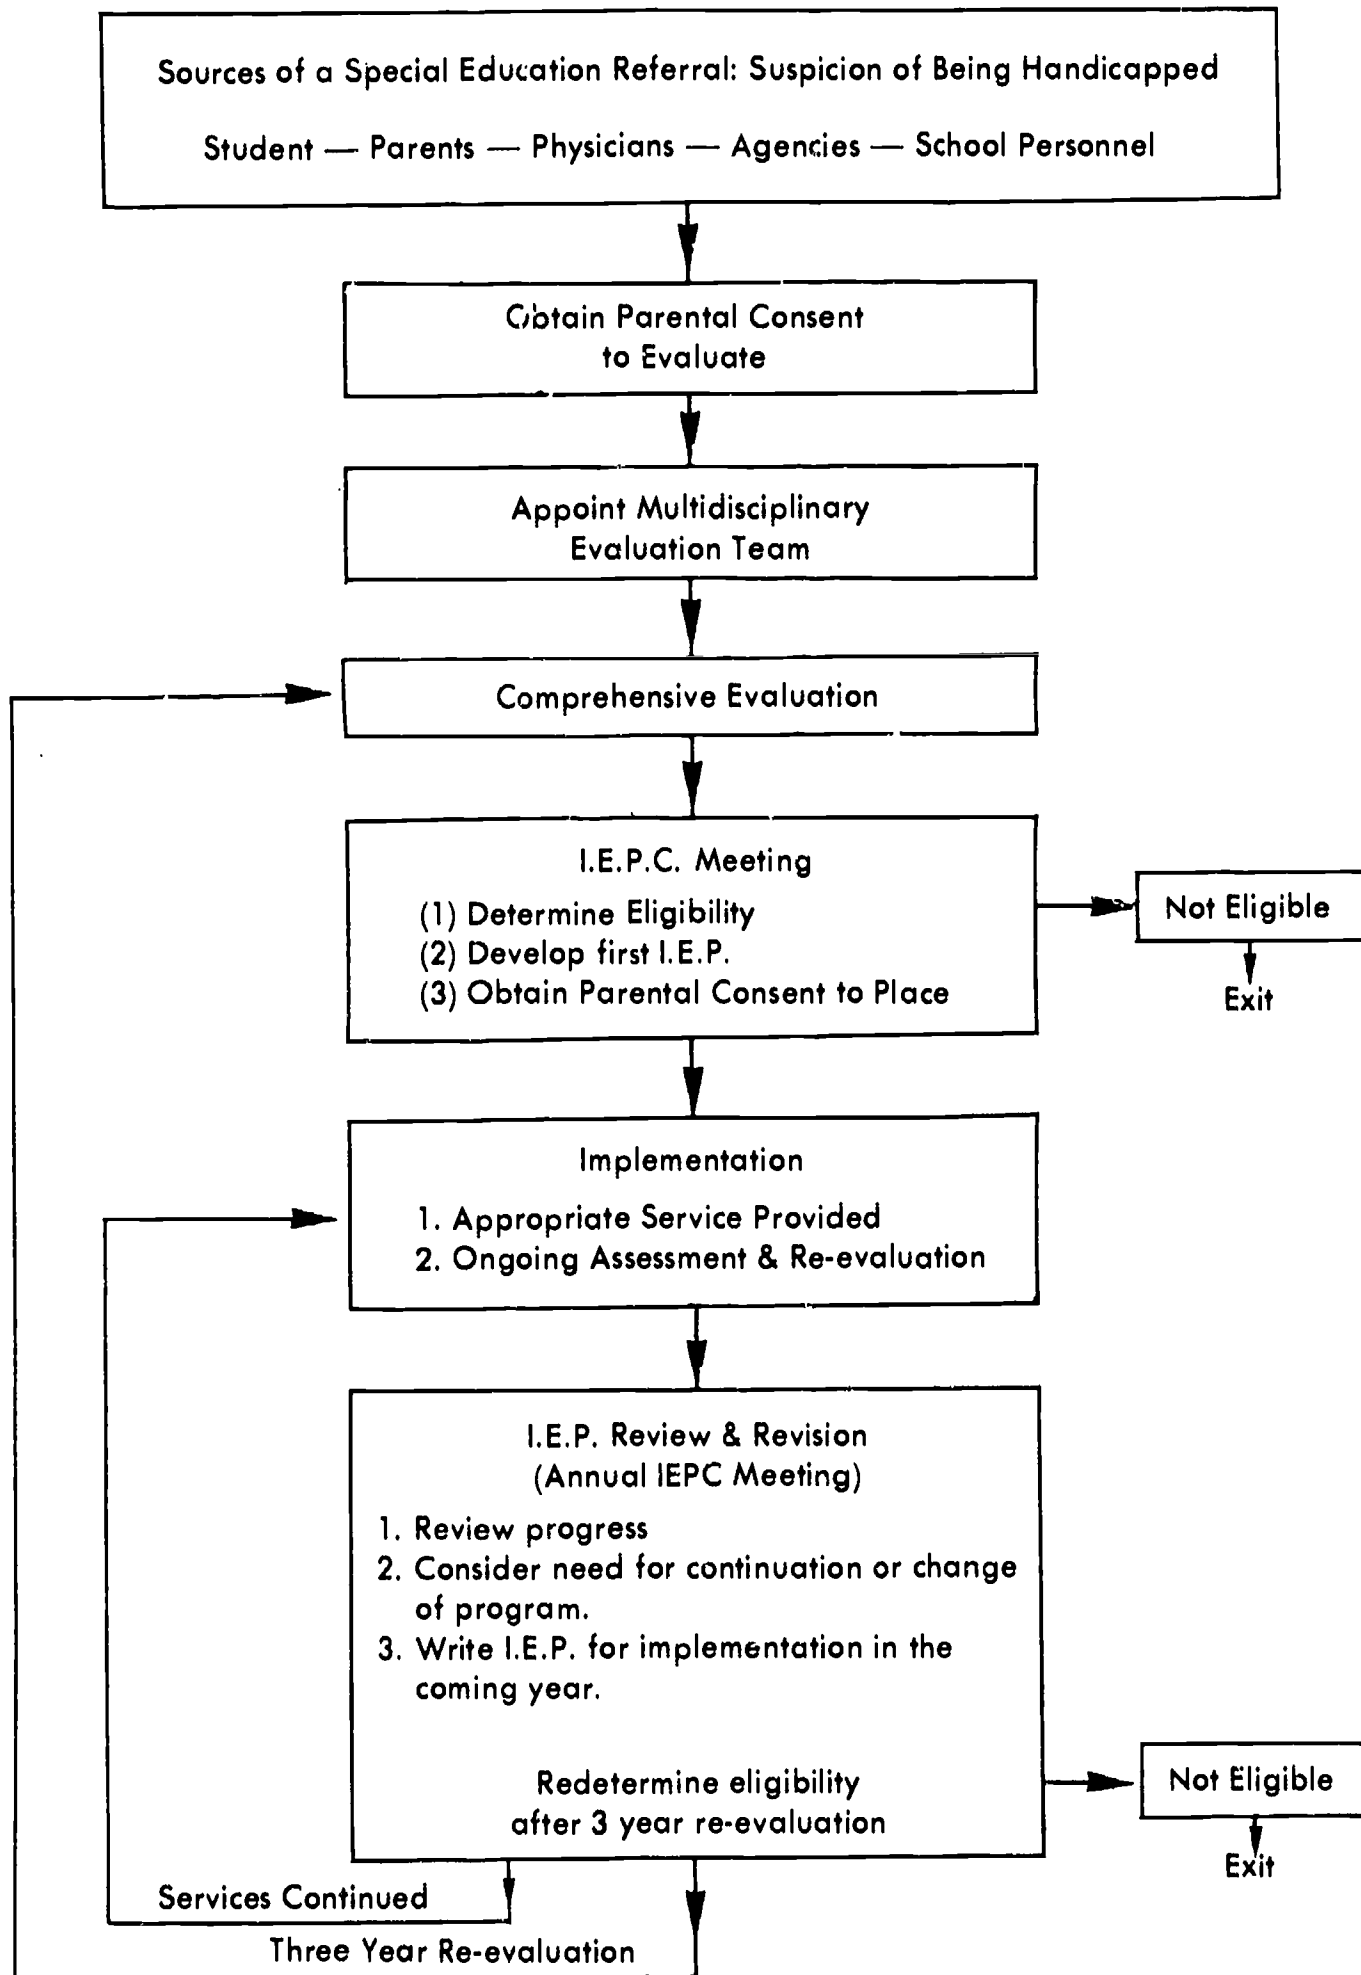 Sources of a Special Education Referral: Suspicion of Being Handicapped
Student — Parents — Physicians — Agencies — School Personnel
Obtain Parental Consent
to Evaluate
Appoint Multidisciplinary
Evaluation Team
Comprehensive Evaluation
I.E.P.C. Meeting
(1) Determine Eligibility
(2) Develop first I.E.P.
(3) Obtain Parental Consent to Place
Not Eligible
Exit
Implementation
1. Appropriate Service Provided
2. Ongoing Assessment & Re-evaluation
I.E.P. Review & Revision
(Annual IEPC Meeting)
1. Review progress
2. Consider need for continuation or change
of program.
3. Write I.E.P. for implementation in the
coming year.
Redetermine eligibility
after 3 year re-evaluation
Not Eligible
Exit
Services Continued
Three Year Re-evaluation